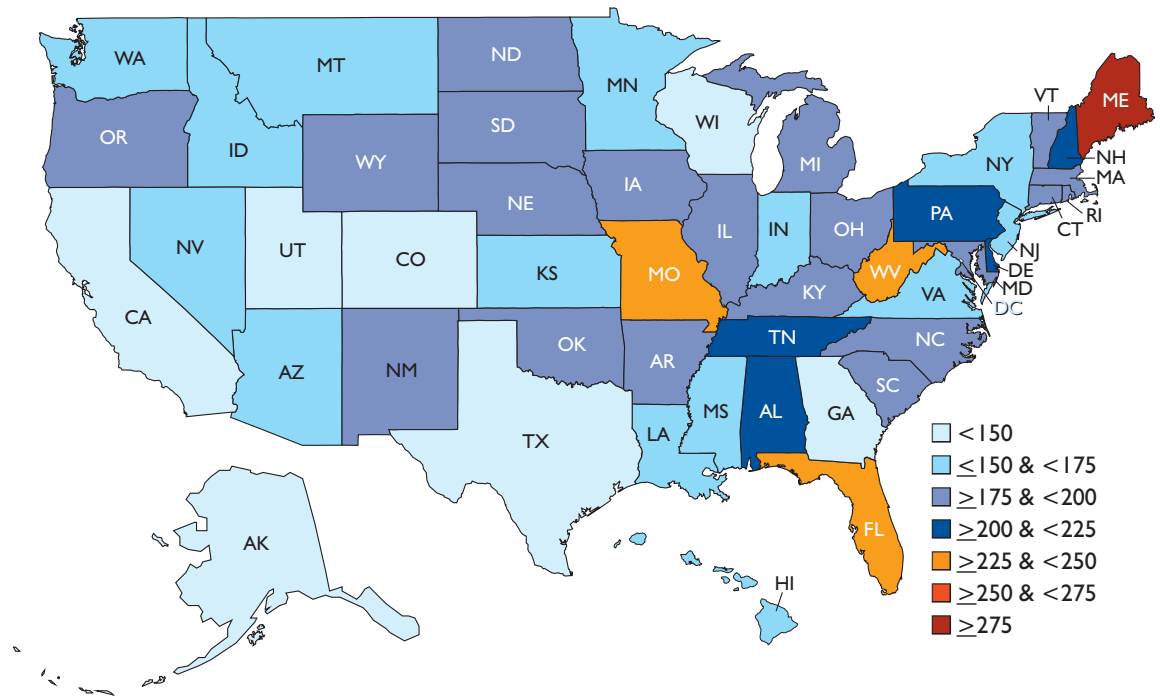 WA
MT
ND
MN
VT
ME
OR
ID
SD
WI
WY
MI
NY
NH
MA
IA
NE
PA
RI
CT
NV
UT
CO
IL
IN
OH
NJ
KS
MO
WV
DE
MD
VA
DC
CA
KY
TN
NC
OK
AZ
NM
AR
SC
MS
AL
GA
TX
LA
<150
≤150 & <175
≥175 & <200
FL
≥200 & <225
AK
≥225 & <250
HI
≥250 & <275
≥275